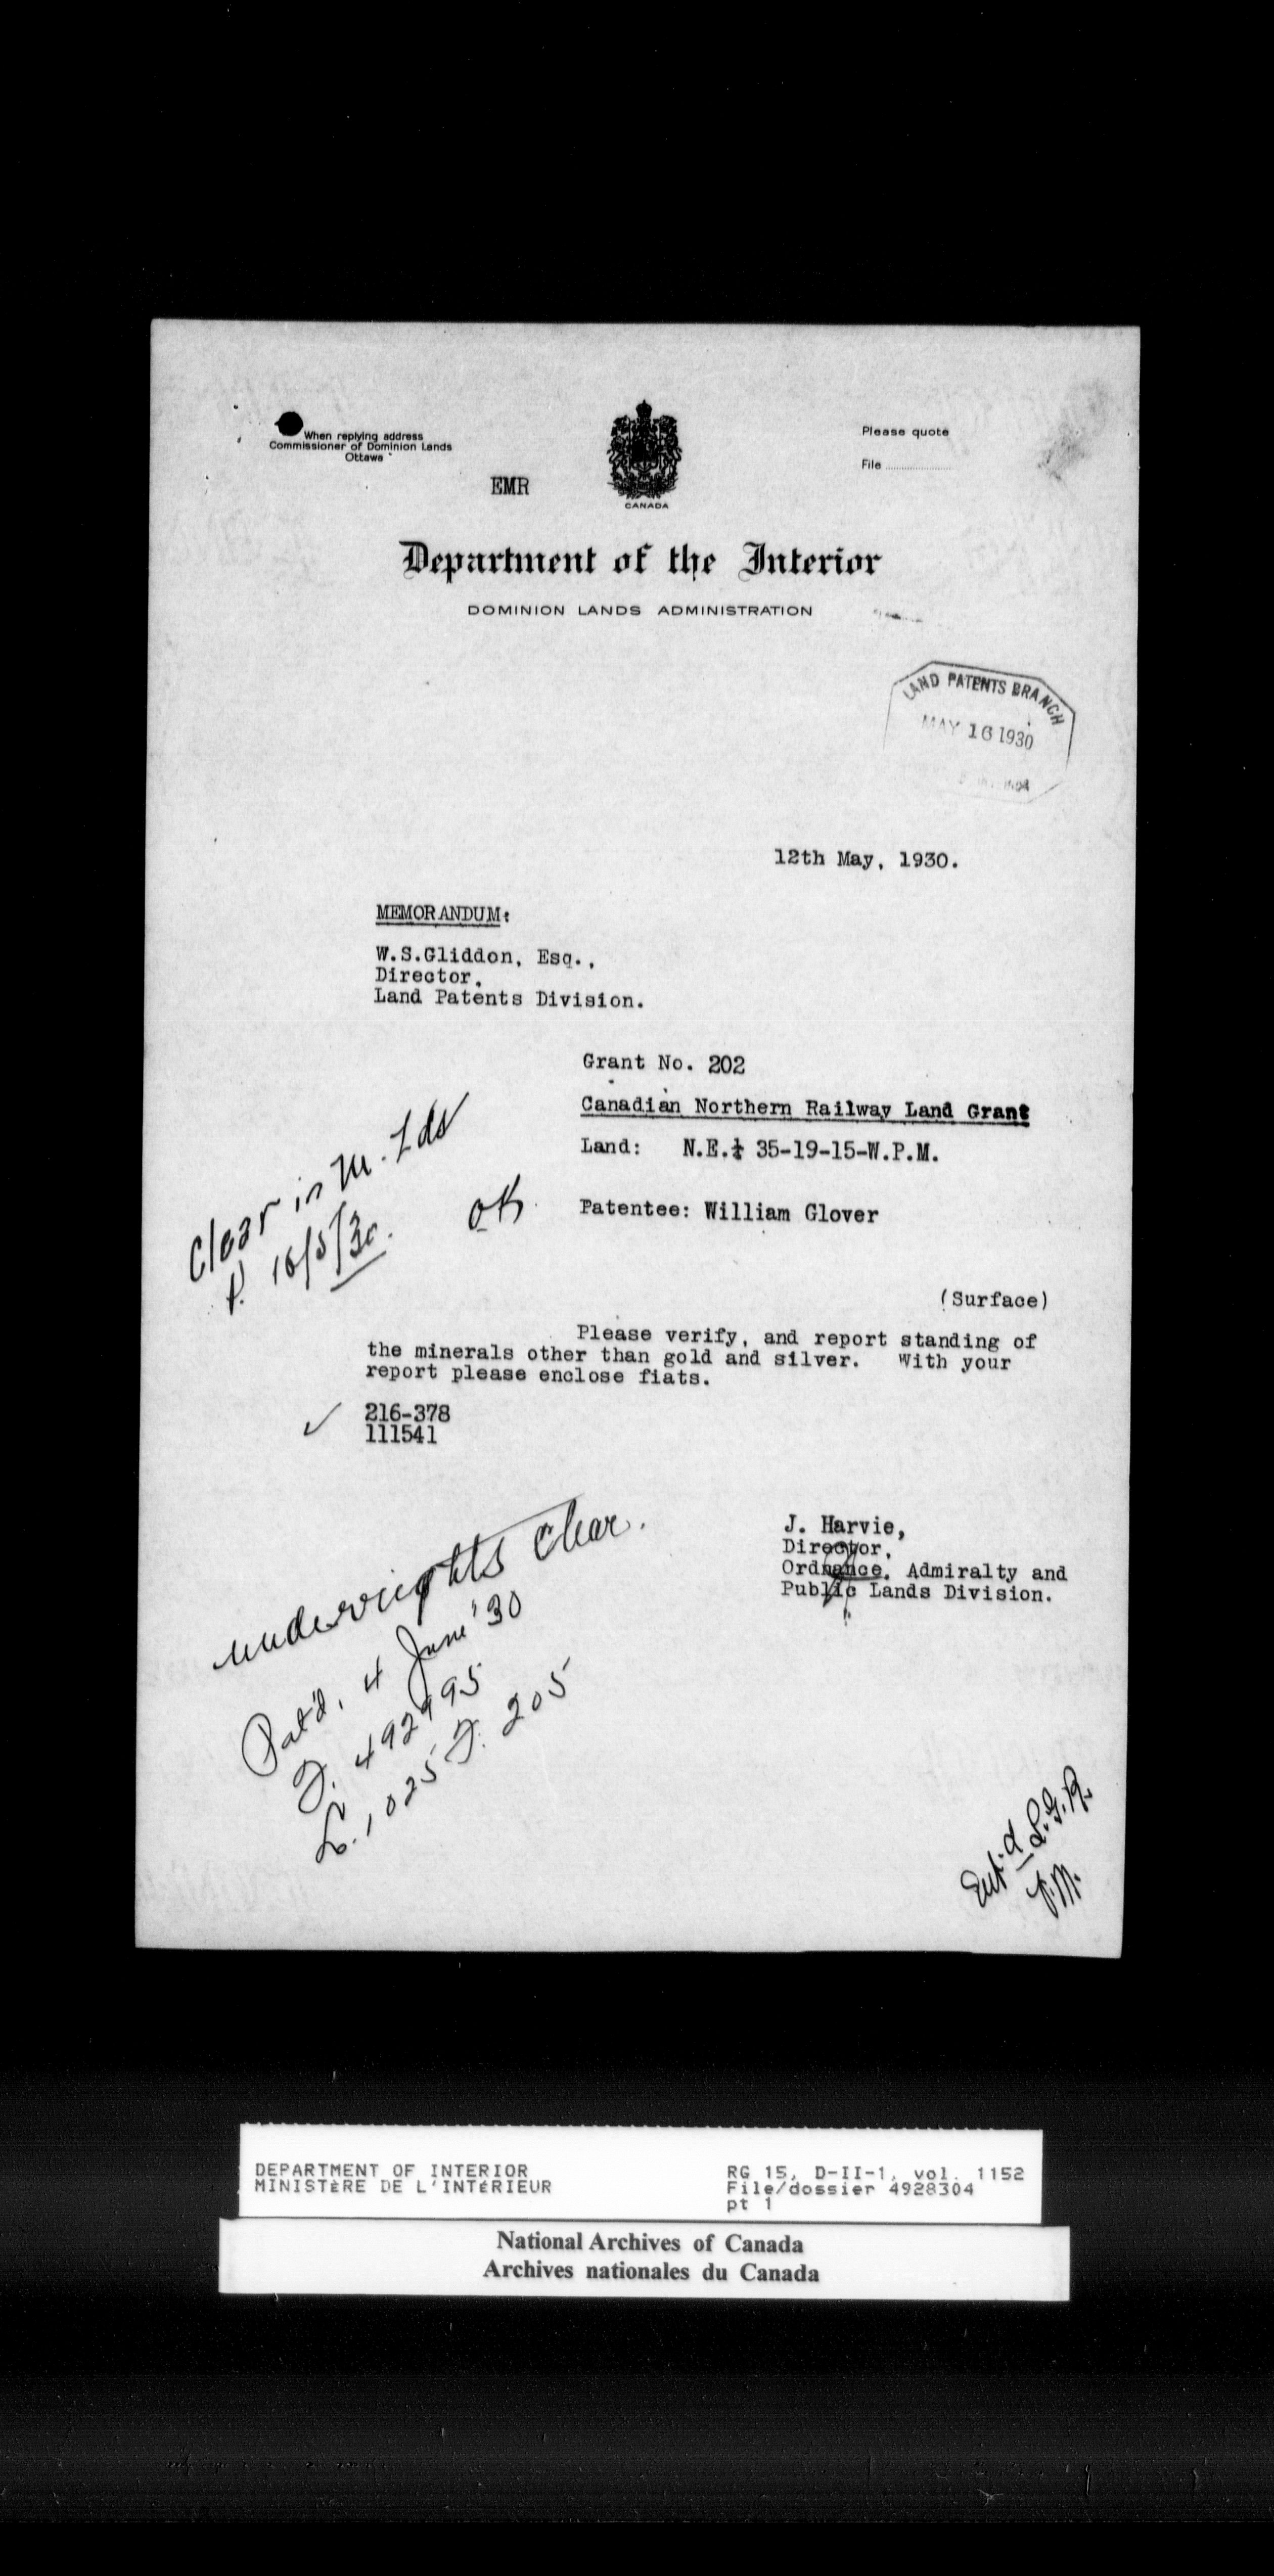 When replying address
Commissioner of Dominion Lands
Ottawa
Please quote
File
EMR
CANADA
Department of the Interior
DOMINION LANDS ADMINISTRATION
LAND PATENTS BRANCH
MAY 16 1930
12th May, 1930.
MEMORANDUM:
W.S.Gliddon, Esq.,
Director,
Land Patents Division.
Grant No. 202
Canadian Northern Railway Land Grant
Land: N.E.¼ 35-19-15-W.P.M.
Patentee: William Glover
Clear in M. Lds
16/5/30.
OK
(Surface)
Please verify, and report standing of
the minerals other than gold and silver. With your
report please enclose fiats.
216-378
111541
J. Harvie,
Director,
Ordnance, Admiralty and
Public Lands Division.
underrights clear.
Pat'd. 4 June '30
492995
L. 1025 F. 205
Ent'd L.G.R.
DEPARTMENT OF INTERIOR
MINISTÈRE DE L'INTÉRIEUR
RG 15, D-II-1, vol. 1152
File/dossier 4928304
pt 1
National Archives of Canada
Archives nationales du Canada